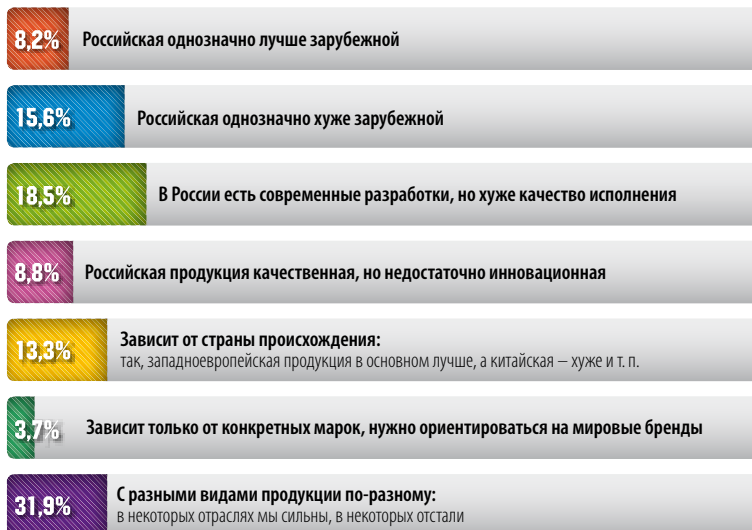 8,2% Российская однозначно лучше зарубежной
15,6% Российская однозначно хуже зарубежной
18,5% В России есть современные разработки, но хуже качество исполнения
8,8% Российская продукция качественная, но недостаточно инновационная
13,3% Зависит от страны происхождения:
так, западноевропейская продукция в основном лучше, а китайская – хуже и т. п.
3,7% Зависит только от конкретных марок, нужно ориентироваться на мировые бренды
31,9% С разными видами продукции по-разному:
в некоторых отраслях мы сильны, в некоторых отстали